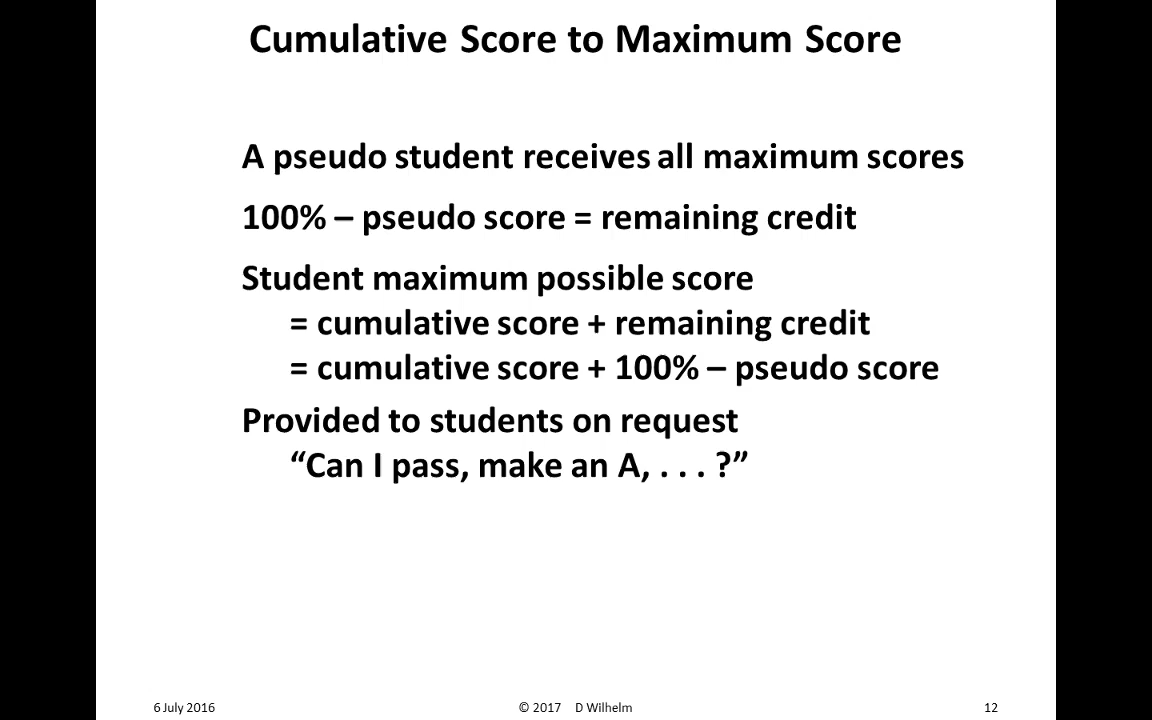 Cumulative Score to Maximum Score
A pseudo student receives all maximum scores
100% – pseudo score = remaining credit
Student maximum possible score
= cumulative score + remaining credit
= cumulative score + 100% – pseudo score
Provided to students on request
“Can I pass, make an A, . . . ?”
6 July 2016 © 2017 D Wilhelm 12